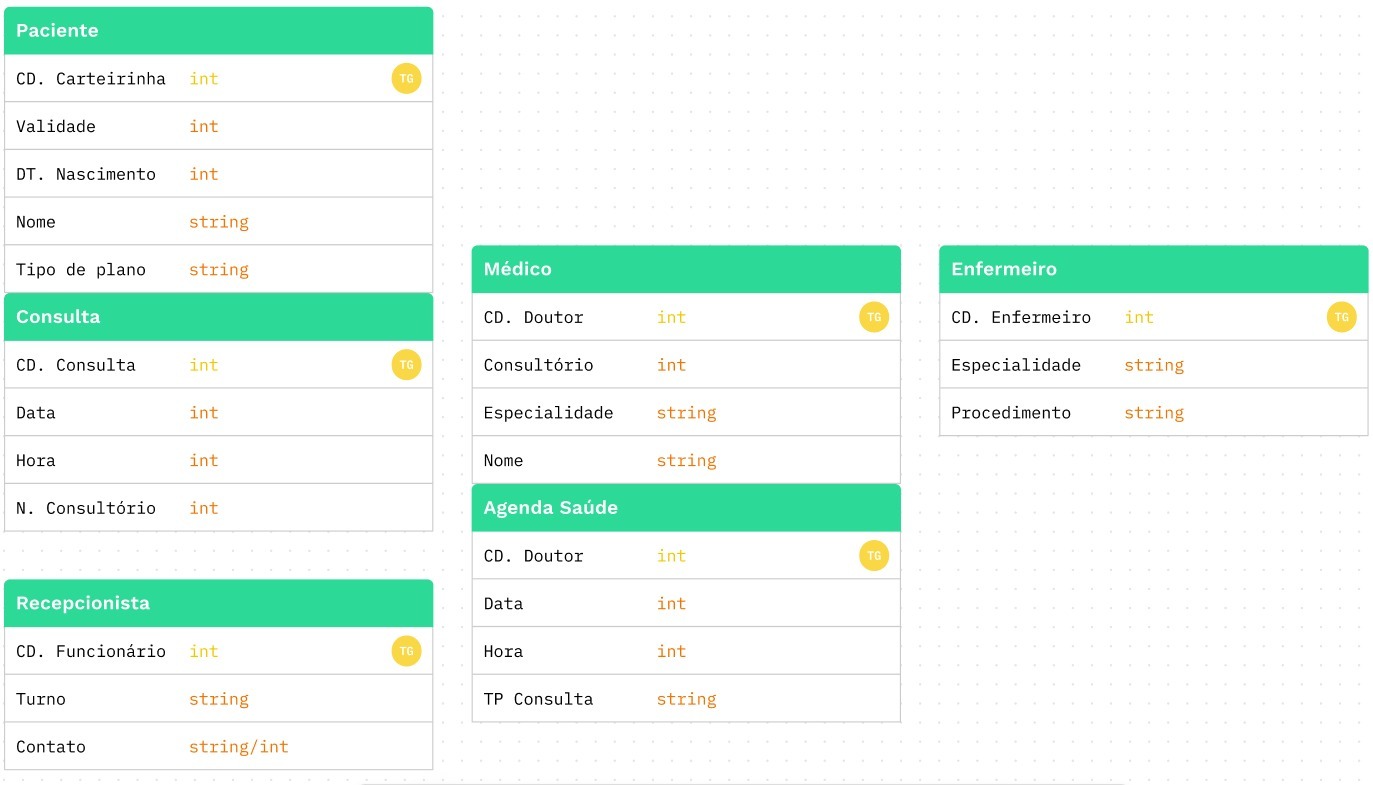 Paciente
CD. Carteirinha int TG
Validade int
DT. Nascimento int
Nome string
Tipo de plano string
Consulta
CD. Consulta int TG
Data int
Hora int
N. Consultório int
Recepcionista
CD. Funcionário int TG
Turno string
Contato string/int
Médico
CD. Doutor int TG
Consultório int
Especialidade string
Nome string
Agenda Saúde
CD. Doutor int TG
Data int
Hora int
TP Consulta string
Enfermeiro
CD. Enfermeiro int TG
Especialidade string
Procedimento string